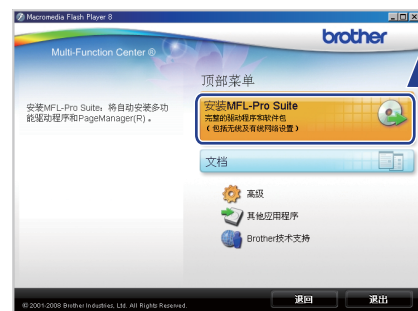 Macromedia Flash Player 8
brother
Multi-Function Center ®
顶部菜单
安装MFL-Pro Suite
完整的驱动程序和软件包
（包括无线及有线网络设置）
安装MFL-Pro Suite：将自动安装多功
能驱动程序和PageManager(R)。
文档
高级
其他应用程序
Brother技术支持
© 2001-2008 Brother Industries, Ltd. All Rights Reserved.
退回
退出